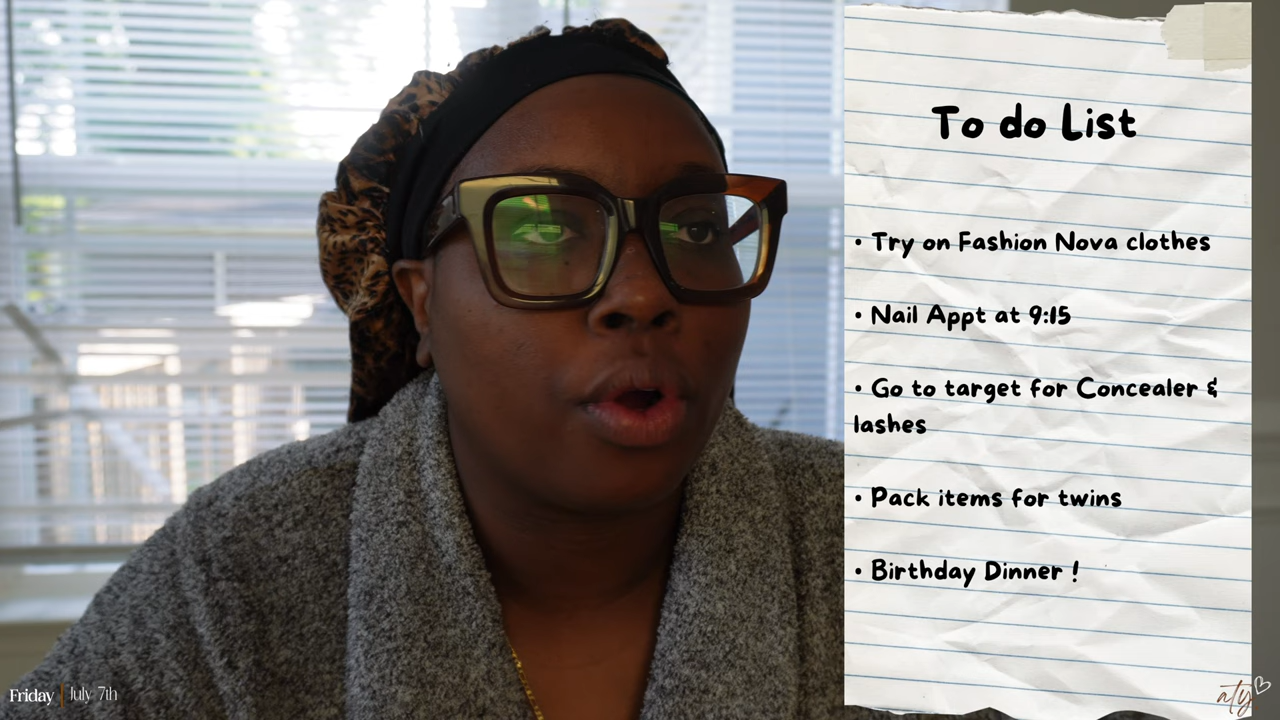 To do List
• Try on Fashion Nova clothes
• Nail Appt at 9:15
• Go to target for Concealer &
lashes
• Pack items for twins
• Birthday Dinner !
Friday | July 7th
aty